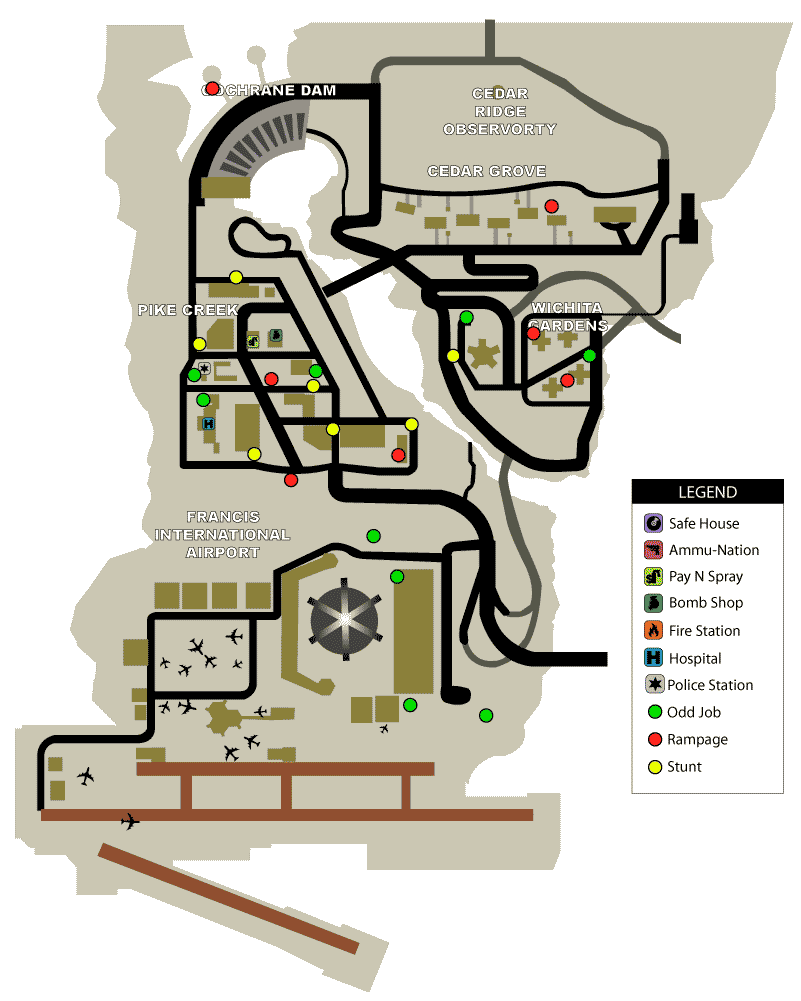 COCHRANE DAM
CEDAR
RIDGE
OBSERVORTY
CEDAR GROVE
PIKE CREEK
WICHITA
GARDENS
H
FRANCIS
INTERNATIONAL
AIRPORT
LEGEND
Safe House
Ammu-Nation
Pay N Spray
Bomb Shop
Fire Station
H Hospital
Police Station
Odd Job
Rampage
Stunt